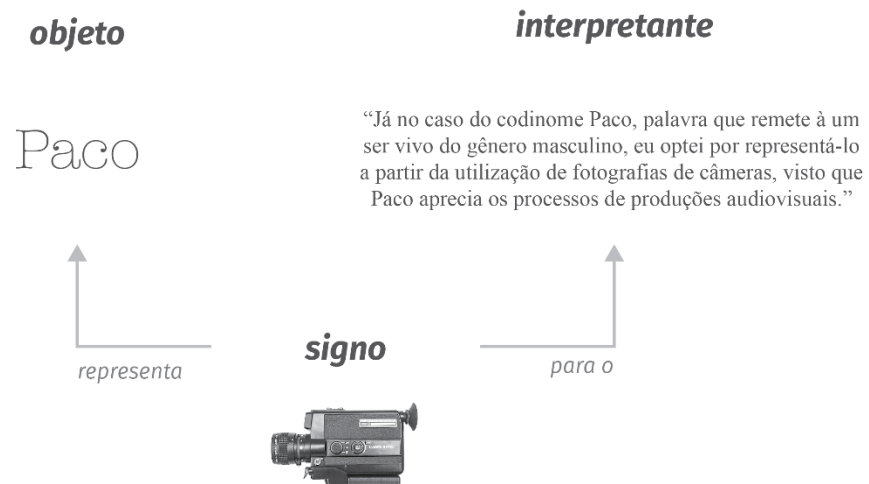 objeto
interpretante
Paco
“Já no caso do codinome Paco, palavra que remete à um
ser vivo do gênero masculino, eu optei por representá-lo
a partir da utilização de fotografias de câmeras, visto que
Paco aprecia os processos de produções audiovisuais.”
signo
representa
para o